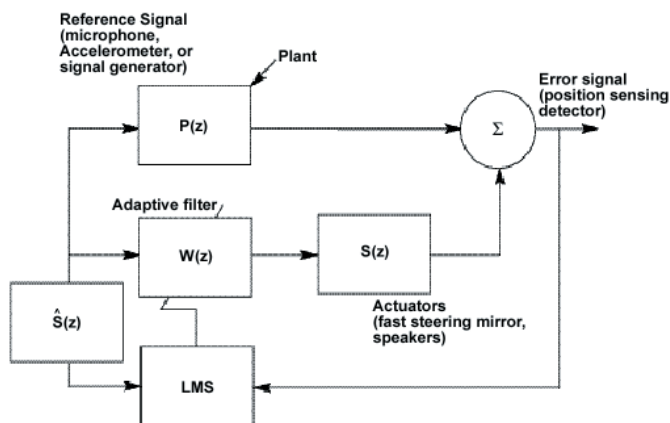 Reference Signal
(microphone,
Accelerometer, or
signal generator)
Plant
Error signal
(position sensing
detector)
P(z)
Σ
Adaptive filter
W(z)
S(z)
Ŝ(z)
Actuators
(fast steering mirror,
speakers)
LMS